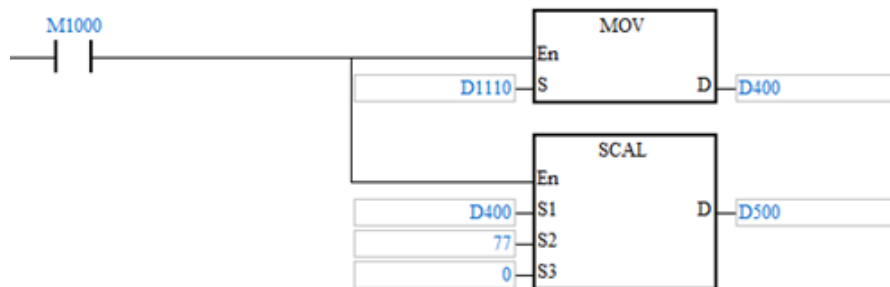 M1000
MOV
En
D1110 S D D400
SCAL
En
D400 S1 D D500
77 S2
0 S3